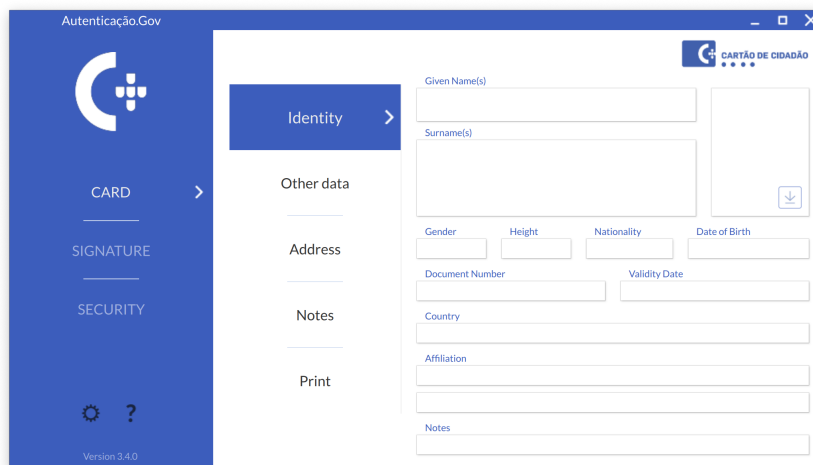 Autenticação.Gov
CARTÃO DE CIDADÃO
CARD
SIGNATURE
SECURITY
?
Version 3.4.0
Identity
Other data
Address
Notes
Print
Given Name(s)
Surname(s)
Gender Height Nationality Date of Birth
Document Number Validity Date
Country
Affiliation
Notes